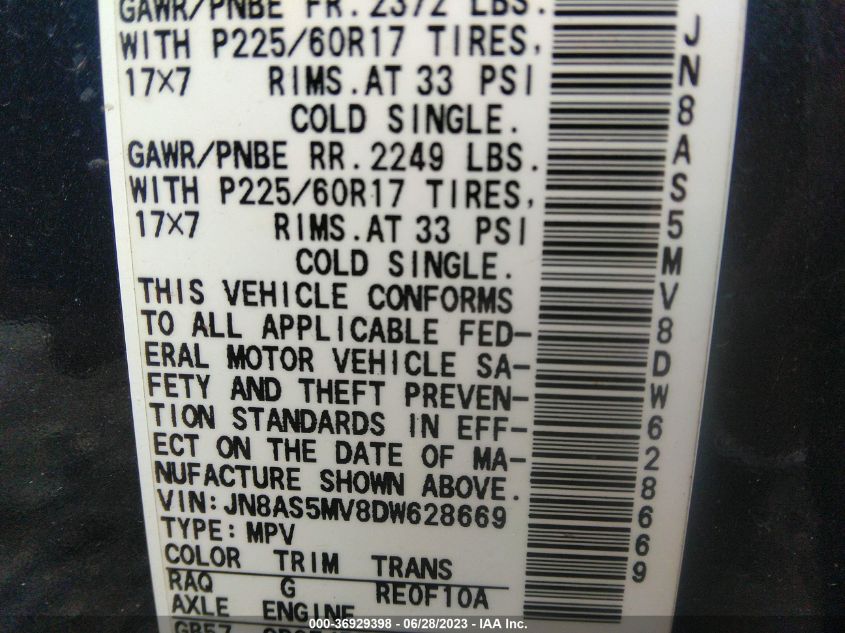 GAWR/PNBE FR.2372 LBS.
WITH P225/60R17 TIRES,
17×7 RIMS.AT 33 PSI
COLD SINGLE.
GAWR/PNBE RR.2249 LBS.
WITH P225/60R17 TIRES,
17×7 RIMS.AT 33 PSI
COLD SINGLE.
THIS VEHICLE CONFORMS
TO ALL APPLICABLE FED-
ERAL MOTOR VEHICLE SA-
FETY AND THEFT PREVEN-
TION STANDARDS IN EFF-
ECT ON THE DATE OF MA-
NUFACTURE SHOWN ABOVE.
VIN:JN8AS5MV8DW628669
TYPE:MPV
COLOR TRIM TRANS
RAQ G RE0F10A
AXLE ENGINE
JN8AS5MV8DW628669
000-36929398 - 06/28/2023 - IAA Inc.